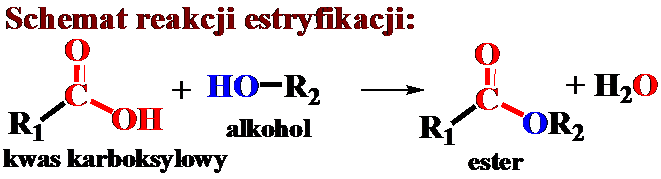 Schemat reakcji estryfikacji:
O O
C + HO–R₂ → C + H₂O
R₁ OH R₁ OR₂
alkohol
kwas karboksylowy ester